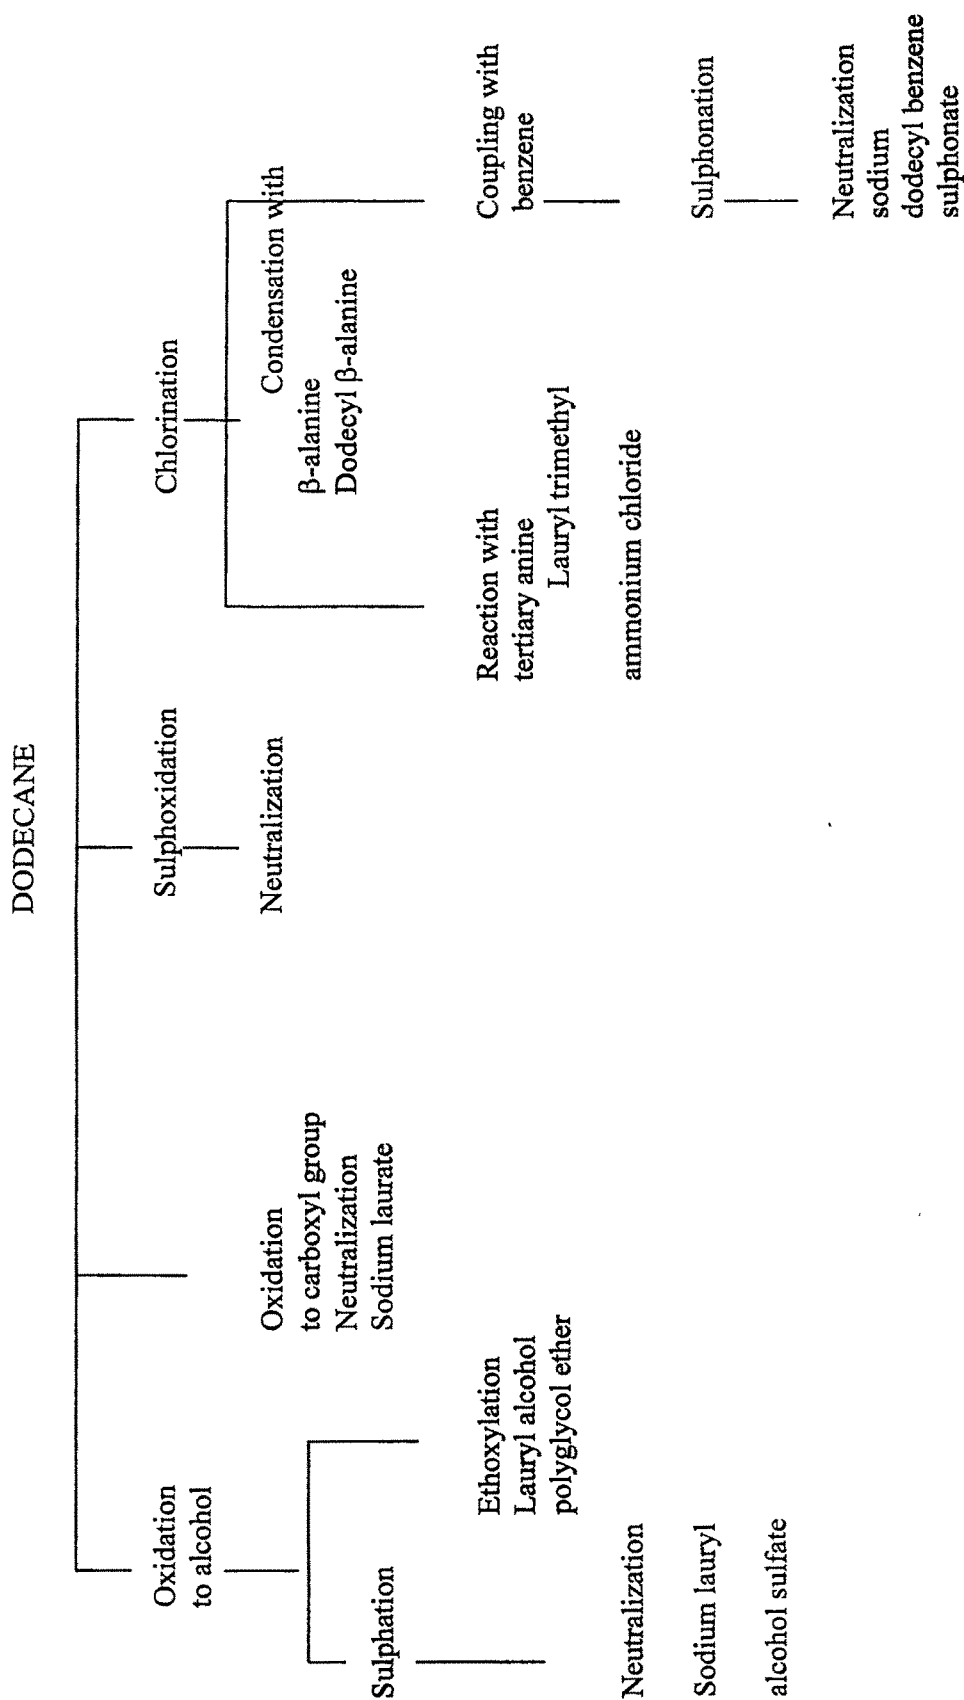 DODECANE
Oxidation
to alcohol
Sulphation
Neutralization
Sodium lauryl
alcohol sulfate
Ethoxylation
Lauryl alcohol
polyglycol ether
Oxidation
to carboxyl group
Neutralization
Sodium laurate
Sulphoxidation
Neutralization
Chlorination
Reaction with
tertiary anine
Lauryl trimethyl
ammonium chloride
Condensation with
β-alanine
Dodecyl β-alanine
Coupling with
benzene
Sulphonation
Neutralization
sodium
dodecyl benzene
sulphonate